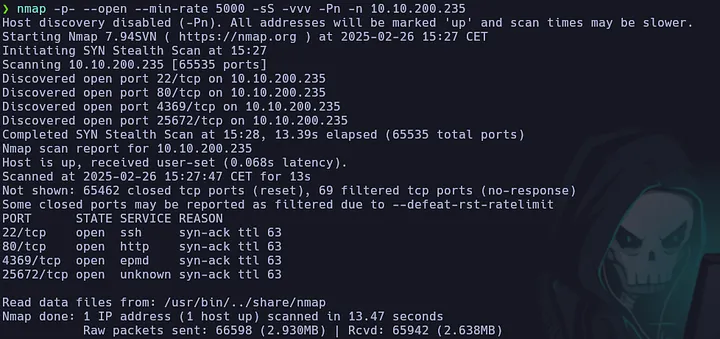 ❯ nmap -p- --open --min-rate 5000 -sS -vvv -Pn -n 10.10.200.235
Host discovery disabled (-Pn). All addresses will be marked 'up' and scan times may be slower.
Starting Nmap 7.94SVN ( https://nmap.org ) at 2025-02-26 15:27 CET
Initiating SYN Stealth Scan at 15:27
Scanning 10.10.200.235 [65535 ports]
Discovered open port 22/tcp on 10.10.200.235
Discovered open port 80/tcp on 10.10.200.235
Discovered open port 4369/tcp on 10.10.200.235
Discovered open port 25672/tcp on 10.10.200.235
Completed SYN Stealth Scan at 15:28, 13.39s elapsed (65535 total ports)
Nmap scan report for 10.10.200.235
Host is up, received user-set (0.068s latency).
Scanned at 2025-02-26 15:27:47 CET for 13s
Not shown: 65462 closed tcp ports (reset), 69 filtered tcp ports (no-response)
Some closed ports may be reported as filtered due to --defeat-rst-ratelimit
PORT      STATE SERVICE REASON
22/tcp    open  ssh     syn-ack ttl 63
80/tcp    open  http    syn-ack ttl 63
4369/tcp  open  epmd    syn-ack ttl 63
25672/tcp open  unknown syn-ack ttl 63
Read data files from: /usr/bin/../share/nmap
Nmap done: 1 IP address (1 host up) scanned in 13.47 seconds
Raw packets sent: 66598 (2.930MB) | Rcvd: 65942 (2.638MB)